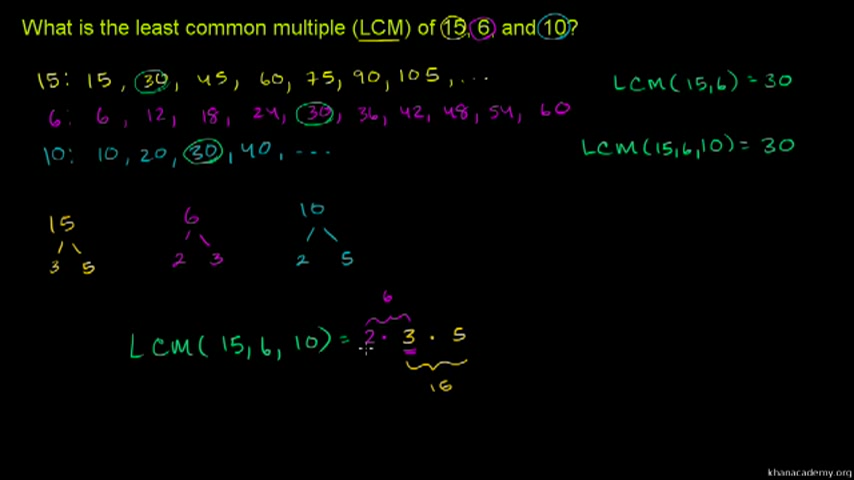 What is the least common multiple (LCM) of 15, 6, and 10?
15: 15, 30, 45, 60, 75, 90, 105, ...
LCM(15,6) = 30
6: 6, 12, 18, 24, 30, 36, 42, 48, 54, 60
10: 10, 20, 30, 40, ...
LCM(15,6,10) = 30
15 6 10
3 5 2 3 2 5
6
LCM(15, 6, 10) = 2 · 3 · 5
15
khanacademy.org